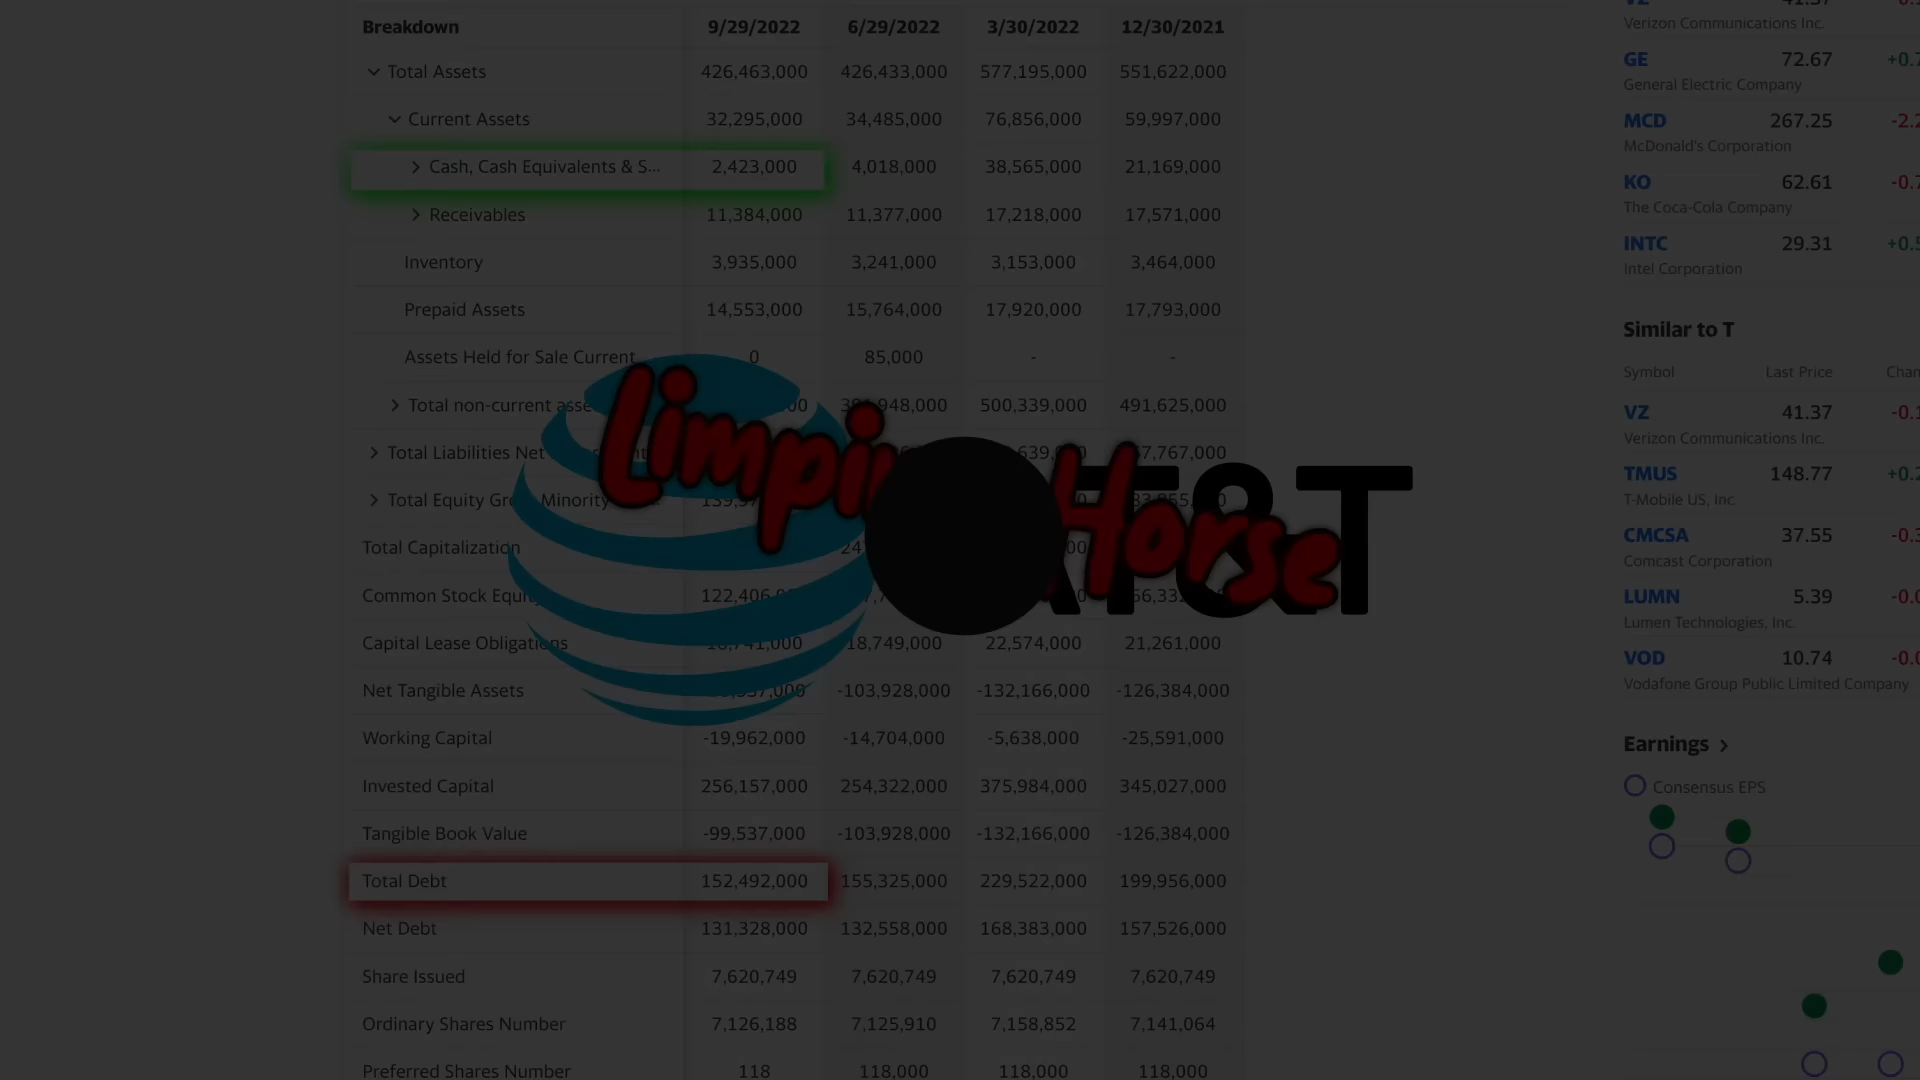 Breakdown 9/29/2022 6/29/2022 3/30/2022 12/30/2021
Total Assets 426,463,000 426,433,000 577,195,000 551,622,000
Current Assets 32,295,000 34,485,000 76,856,000 59,997,000
Cash, Cash Equivalents & S... 2,423,000 4,018,000 38,565,000 21,169,000
Receivables 11,384,000 11,377,000 17,218,000 17,571,000
Inventory 3,935,000 3,241,000 3,153,000 3,464,000
Prepaid Assets 14,553,000 15,764,000 17,920,000 17,793,000
Assets Held for Sale Current 0 85,000 - -
Total non-current 500,339,000 491,625,000
Total Liabilities Net
Total Equity Minority
Total Capitalization
Common Stock
Capital Lease Obligations 18,749,000 22,574,000 21,261,000
Net Tangible Assets -103,928,000 -132,166,000 -126,384,000
Working Capital -19,962,000 -14,704,000 -5,638,000 -25,591,000
Invested Capital 256,157,000 254,322,000 375,984,000 345,027,000
Tangible Book Value -99,537,000 -103,928,000 -132,166,000 -126,384,000
Total Debt 152,492,000 155,325,000 229,522,000 199,956,000
Net Debt 131,328,000 132,558,000 168,383,000 157,526,000
Share Issued 7,620,749 7,620,749 7,620,749 7,620,749
Ordinary Shares Number 7,126,188 7,125,910 7,158,852 7,141,064
Preferred Shares Number 118 118,000 118,000 118,000
Horse
&T
Verizon Communications Inc.
GE 72.67
General Electric Company
MCD 267.25
McDonald's Corporation
KO 62.61
The Coca-Cola Company
INTC 29.31
Intel Corporation
Similar to T
Symbol Last Price
VZ 41.37
Verizon Communications Inc.
TMUS 148.77
T-Mobile US, Inc.
CMCSA 37.55
Comcast Corporation
LUMN 5.39
Lumen Technologies, Inc.
VOD 10.74
Vodafone Group Public Limited Company
Earnings
Consensus EPS